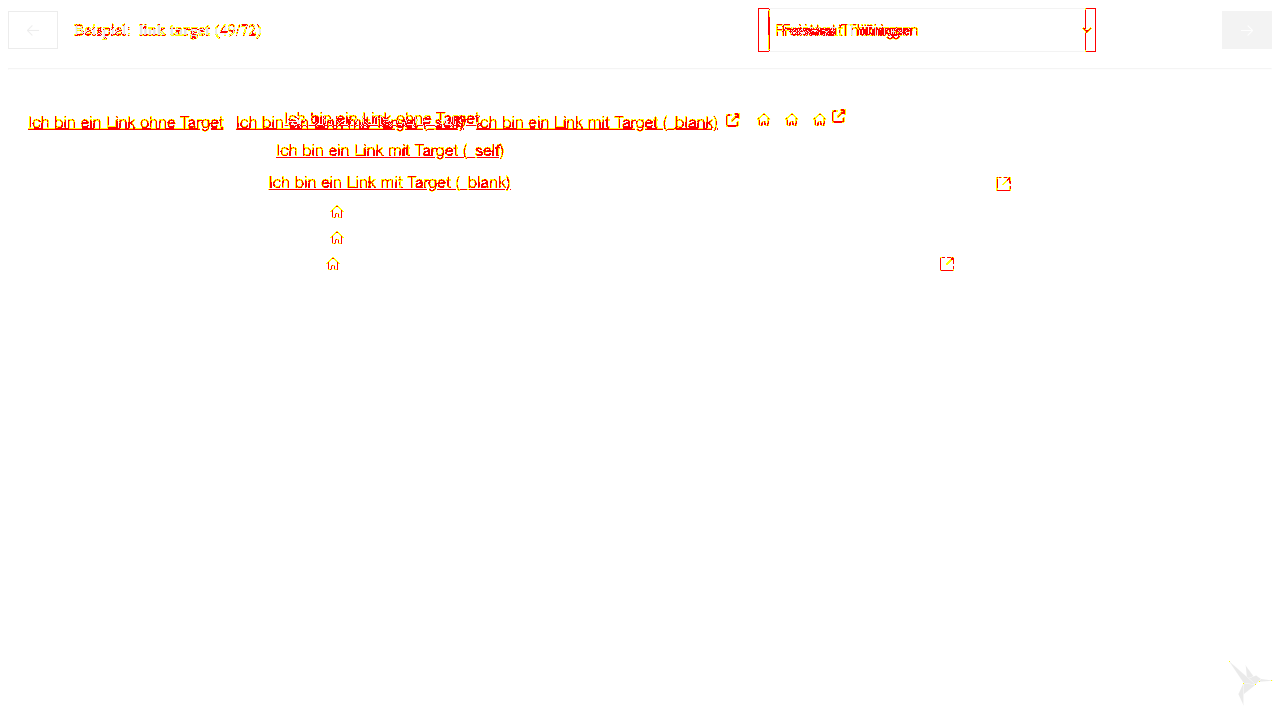 Beispiel: link target (49/72)
Ich bin ein Link ohne Target
Ich bin ein Link ohne Target Ich bin ein Link mit Target (_self) Ich bin ein Link mit Target (_blank)
Ich bin ein Link mit Target (_self)
Ich bin ein Link mit Target (_blank)